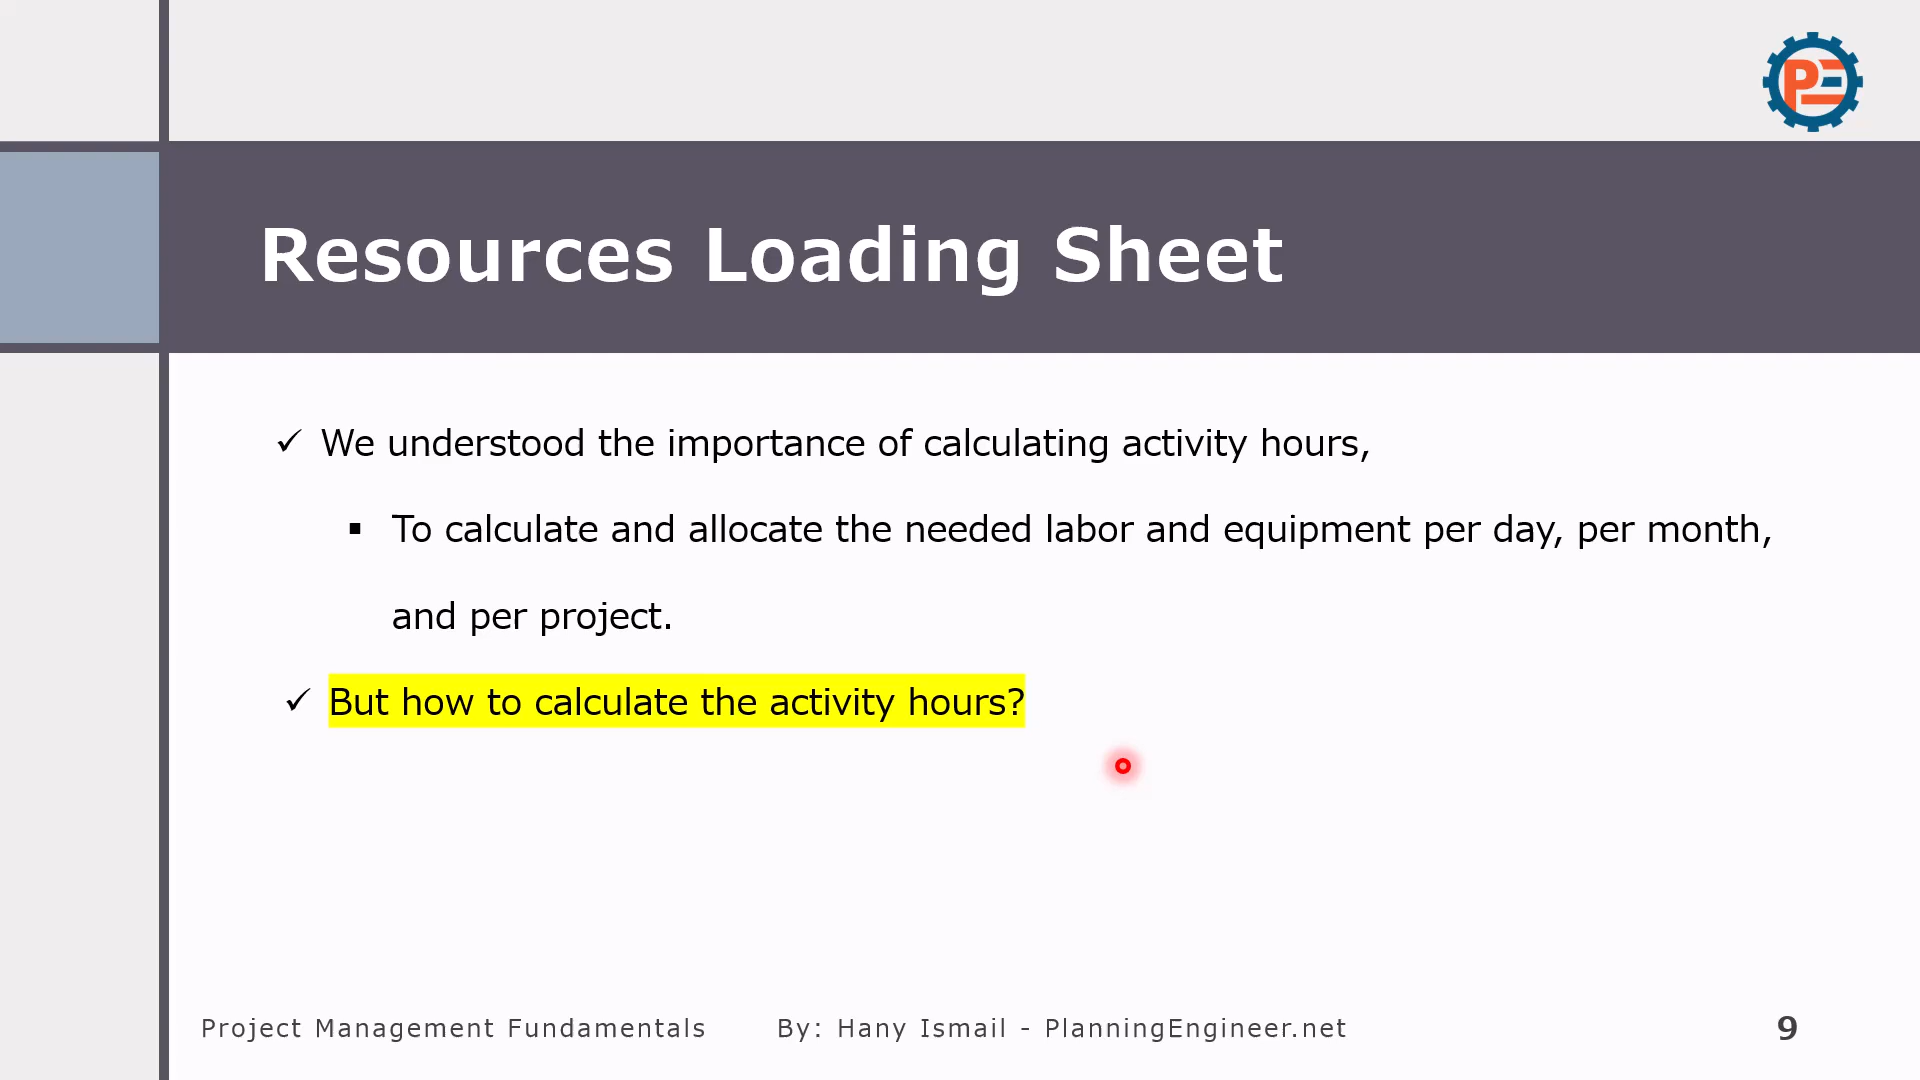 PE
Resources Loading Sheet
✓ We understood the importance of calculating activity hours,
▪ To calculate and allocate the needed labor and equipment per day, per month,
and per project.
✓ But how to calculate the activity hours?
Project Management Fundamentals By: Hany Ismail - PlanningEngineer.net 9